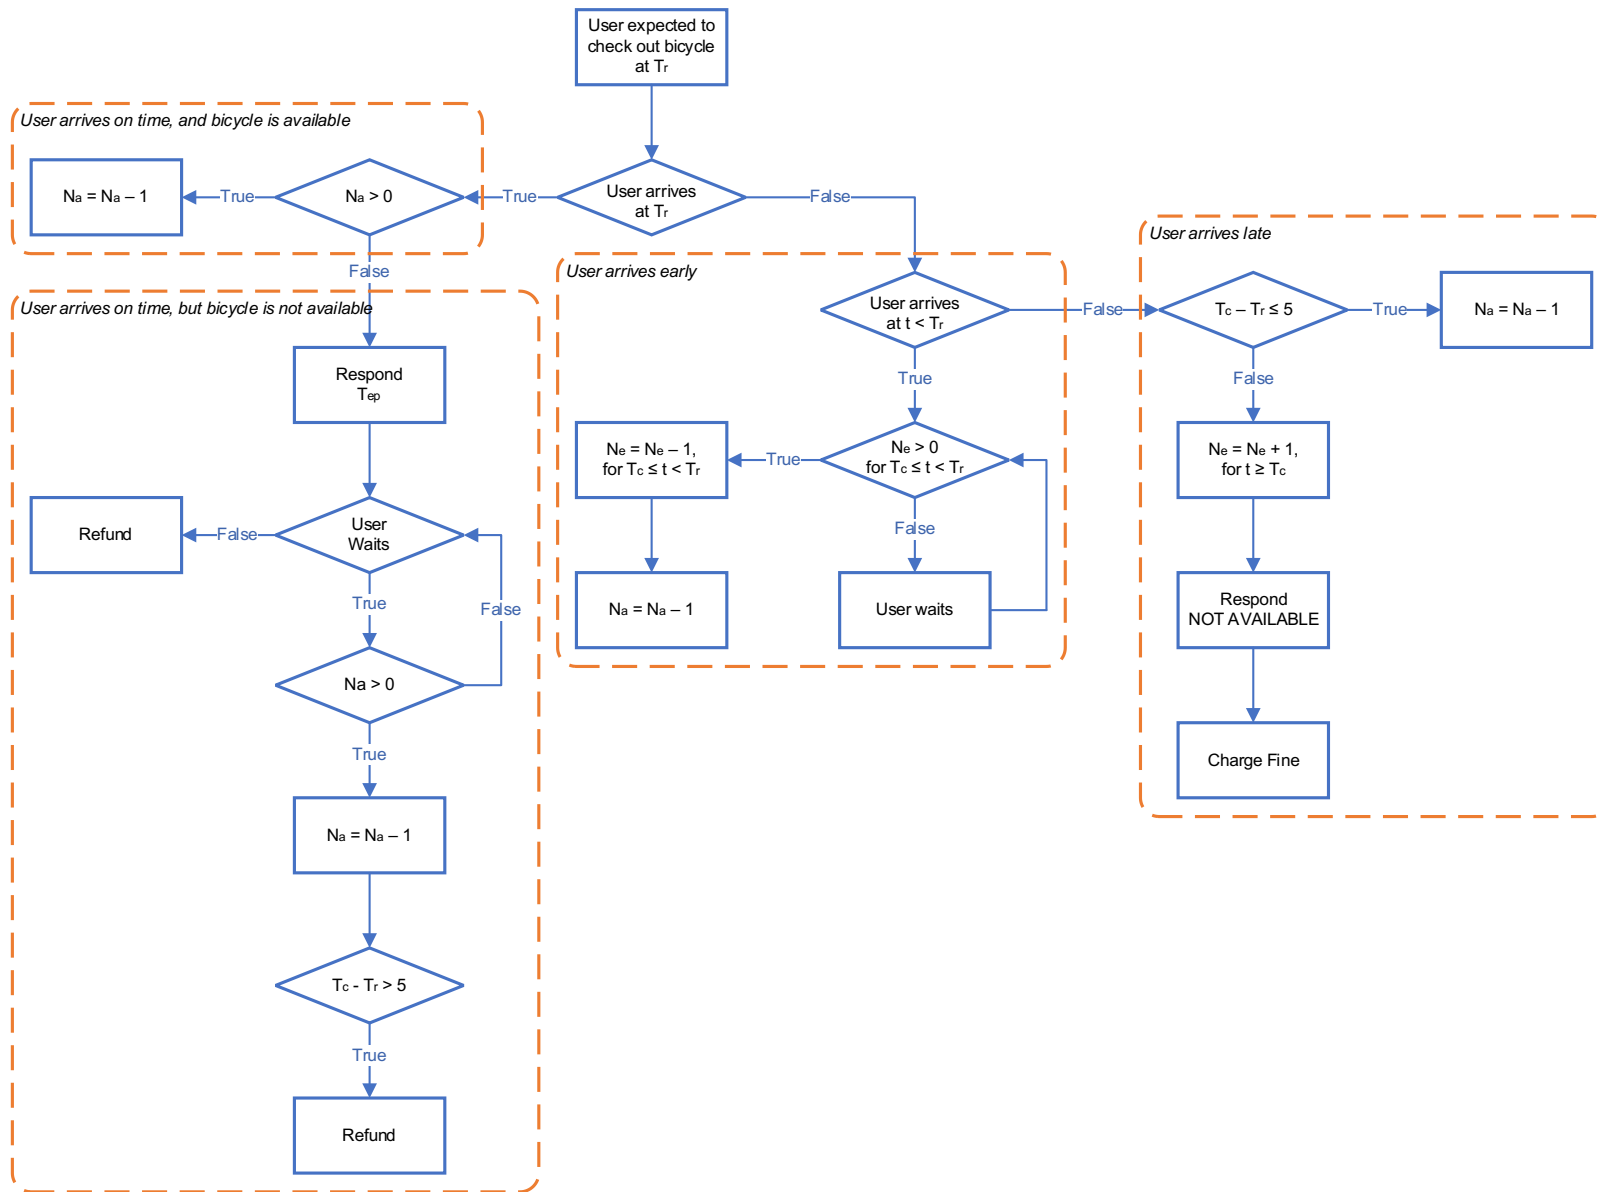 User expected to
check out bicycle
at Tr
User arrives on time, and bicycle is available
Na = Na – 1
True
Na > 0
True
User arrives
at Tr
False
False
User arrives on time, but bicycle is not available
Respond
Tep
Refund
False
User
Waits
True
False
Na > 0
True
Na = Na – 1
Tc - Tr > 5
True
Refund
User arrives early
User arrives
at t < Tr
False
True
Ne = Ne – 1,
for Tc ≤ t < Tr
True
Ne > 0
for Tc ≤ t < Tr
False
Na = Na – 1
User waits
User arrives late
Tc – Tr ≤ 5
True
Na = Na – 1
False
Ne = Ne + 1,
for t ≥ Tc
Respond
NOT AVAILABLE
Charge Fine